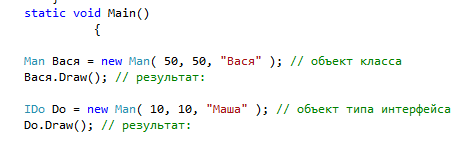 static void Main()
{
Man Вася = new Man( 50, 50, "Вася" ); // объект класса
Вася.Draw(); // результат:
IDo Do = new Man( 10, 10, "Маша" ); // объект типа интерфейса
Do.Draw(); // результат: